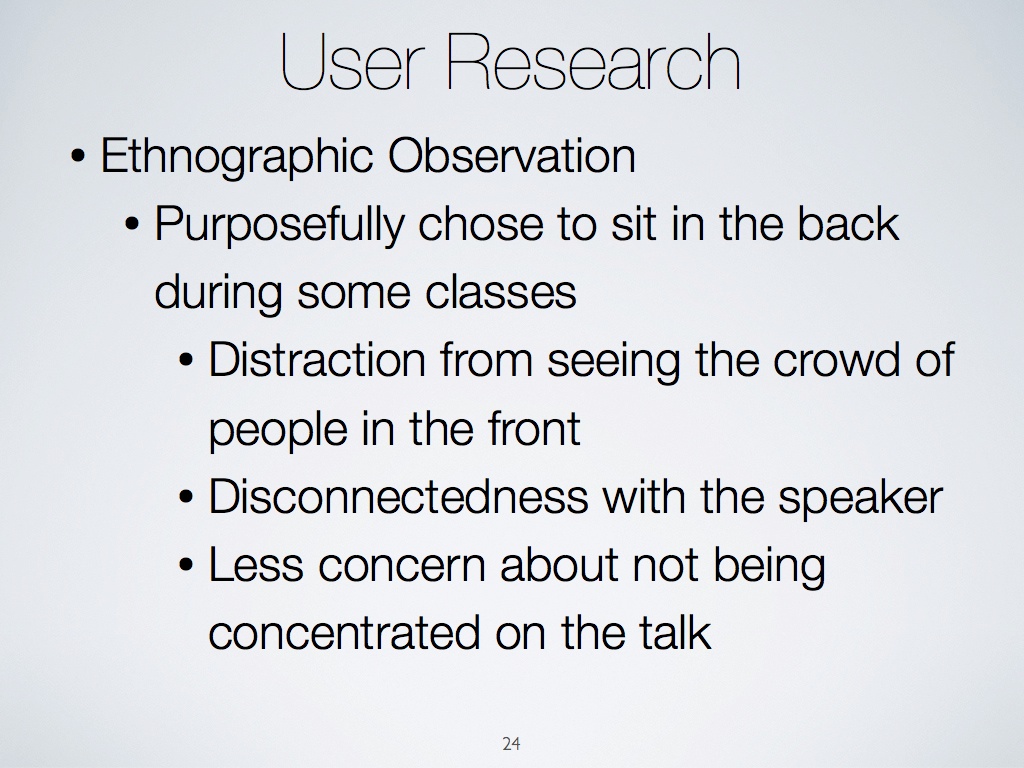 User Research
• Ethnographic Observation
• Purposefully chose to sit in the back
during some classes
• Distraction from seeing the crowd of
people in the front
• Disconnectedness with the speaker
• Less concern about not being
concentrated on the talk
24